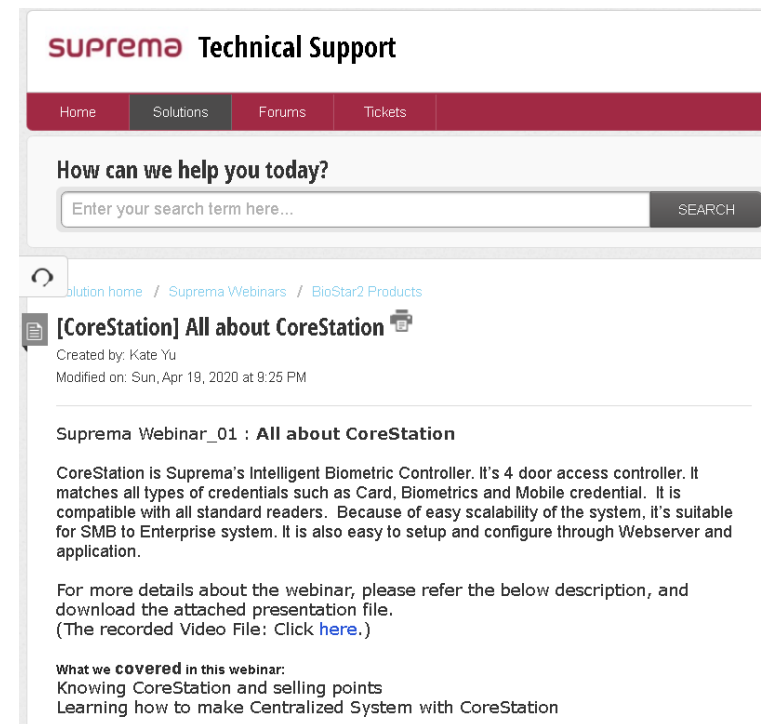 suprema Technical Support
Home Solutions Forums Tickets
How can we help you today?
Enter your search term here...
SEARCH
olution home / Suprema Webinars / BioStar2 Products
[CoreStation] All about CoreStation
Created by: Kate Yu
Modified on: Sun, Apr 19, 2020 at 9:25 PM
Suprema Webinar_01 : All about CoreStation
CoreStation is Suprema's Intelligent Biometric Controller. It's 4 door access controller. It
matches all types of credentials such as Card, Biometrics and Mobile credential. It is
compatible with all standard readers. Because of easy scalability of the system, it's suitable
for SMB to Enterprise system. It is also easy to setup and configure through Webserver and
application.
For more details about the webinar, please refer the below description, and
download the attached presentation file.
(The recorded Video File: Click here.)
What we covered in this webinar:
Knowing CoreStation and selling points
Learning how to make Centralized System with CoreStation